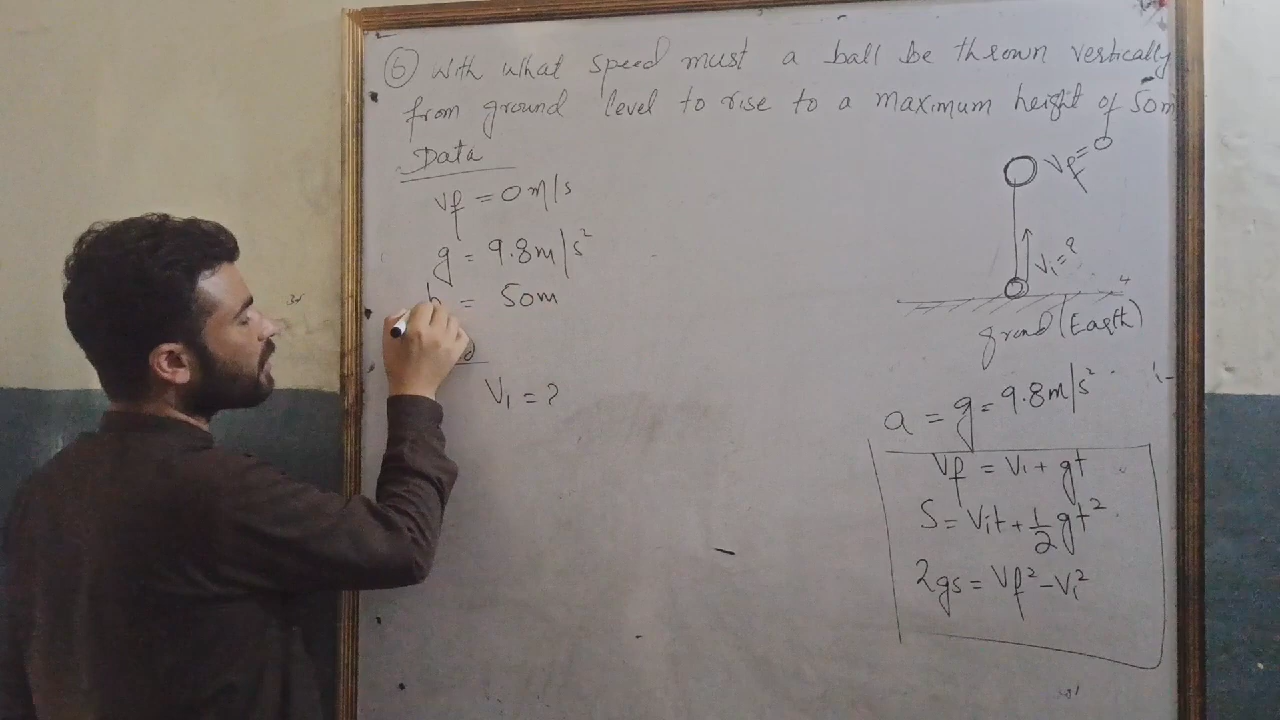 ⑥ With what speed must a ball be thrown vertically
from ground level to rise to a maximum height of 50m
Data
Vf = 0 m/s
g = 9.8m/s²
h = 50m
Vi = ?
Vf = 0
Vi = ?
ground (Earth)
a = g = 9.8m/s²
Vf = Vi + gt
S = Vit + 1/2 gt²
2gs = Vf² - Vi²